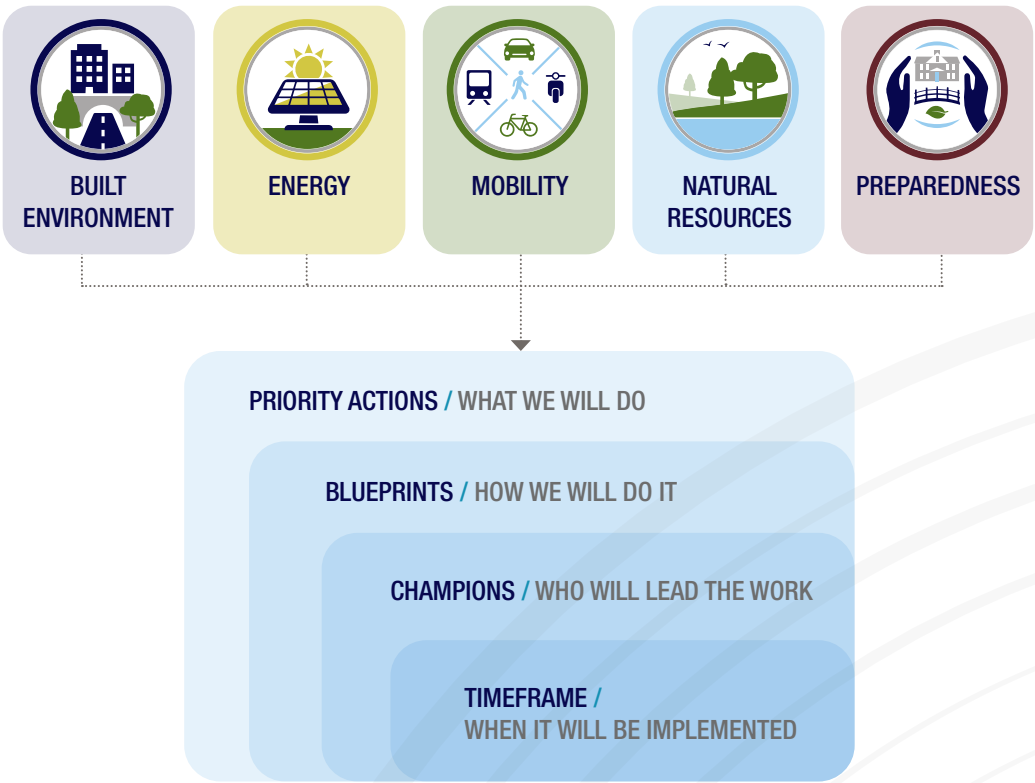 BUILT
ENVIRONMENT
ENERGY
MOBILITY
NATURAL
RESOURCES
PREPAREDNESS
PRIORITY ACTIONS / WHAT WE WILL DO
BLUEPRINTS / HOW WE WILL DO IT
CHAMPIONS / WHO WILL LEAD THE WORK
TIMEFRAME /
WHEN IT WILL BE IMPLEMENTED